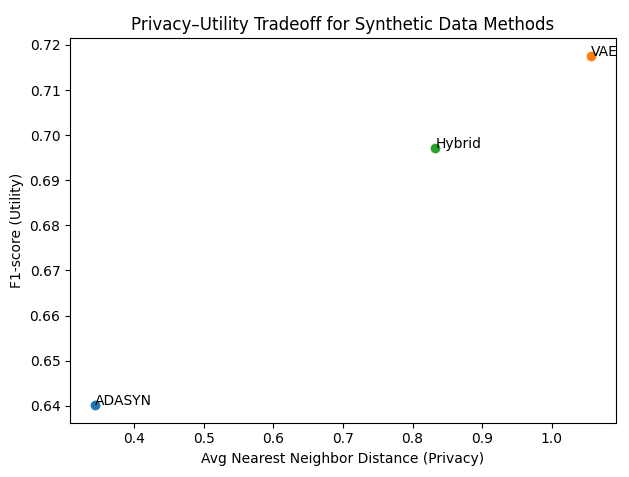 Privacy–Utility Tradeoff for Synthetic Data Methods
0.72
0.71
0.70
0.69
0.68
0.67
0.66
0.65
0.64
F1-score (Utility)
VAE
Hybrid
ADASYN
0.4 0.5 0.6 0.7 0.8 0.9 1.0
Avg Nearest Neighbor Distance (Privacy)